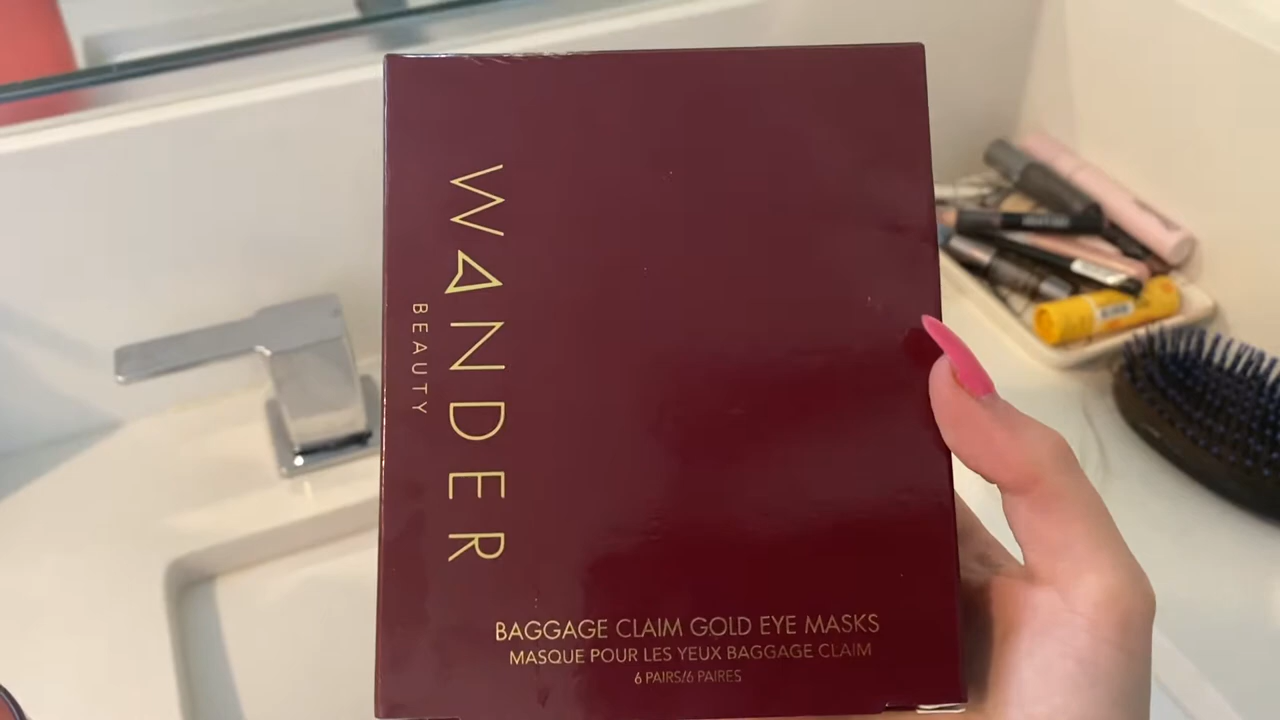 WANDER
BEAUTY
BAGGAGE CLAIM GOLD EYE MASKS
MASQUE POUR LES YEUX BAGGAGE CLAIM
6 PAIRS/6 PAIRES